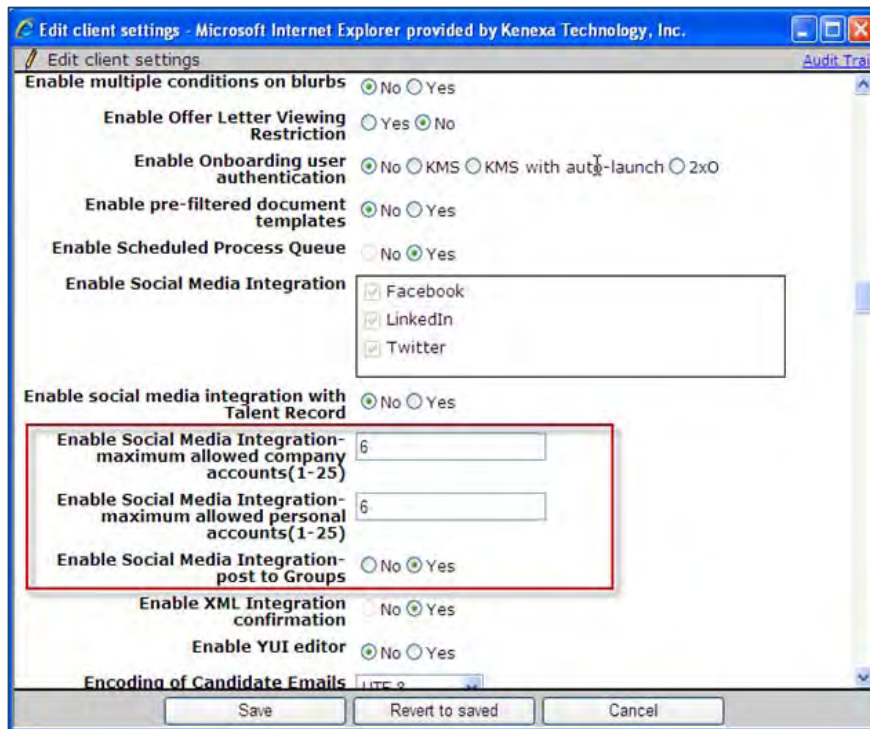 Edit client settings - Microsoft Internet Explorer provided by Kenexa Technology, Inc.
Edit client settings Audit Trai
Enable multiple conditions on blurbs No Yes
Enable Offer Letter Viewing
Restriction Yes No
Enable Onboarding user
authentication No KMS KMS with auto-launch 2xO
Enable pre-filtered document
templates No Yes
Enable Scheduled Process Queue No Yes
Enable Social Media Integration
Facebook
LinkedIn
Twitter
Enable social media integration with
Talent Record No Yes
Enable Social Media Integration-
maximum allowed company
accounts(1-25) 6
Enable Social Media Integration-
maximum allowed personal
accounts(1-25) 6
Enable Social Media Integration-
post to Groups No Yes
Enable XML Integration
confirmation No Yes
Enable YUI editor No Yes
Encoding of Candidate Emails UTF-8
Save Revert to saved Cancel